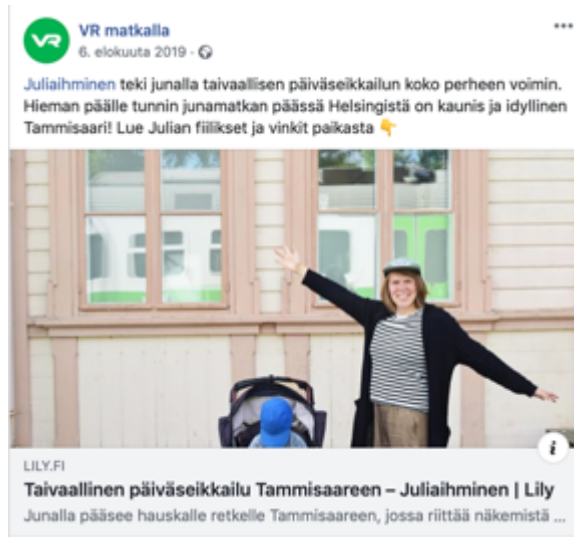 VR
VR matkalla
6. elokuuta 2019 ·
Juliaihminen teki junalla taivaallisen päiväseikkailun koko perheen voimin.
Hieman päälle tunnin junamatkan päässä Helsingistä on kaunis ja idyllinen
Tammisaari! Lue Julian fiilikset ja vinkit paikasta 👇
i
LILY.FI
Taivaallinen päiväseikkailu Tammisaareen – Juliaihminen | Lily
Junalla pääsee hauskalle retkelle Tammisaareen, jossa riittää näkemistä ...